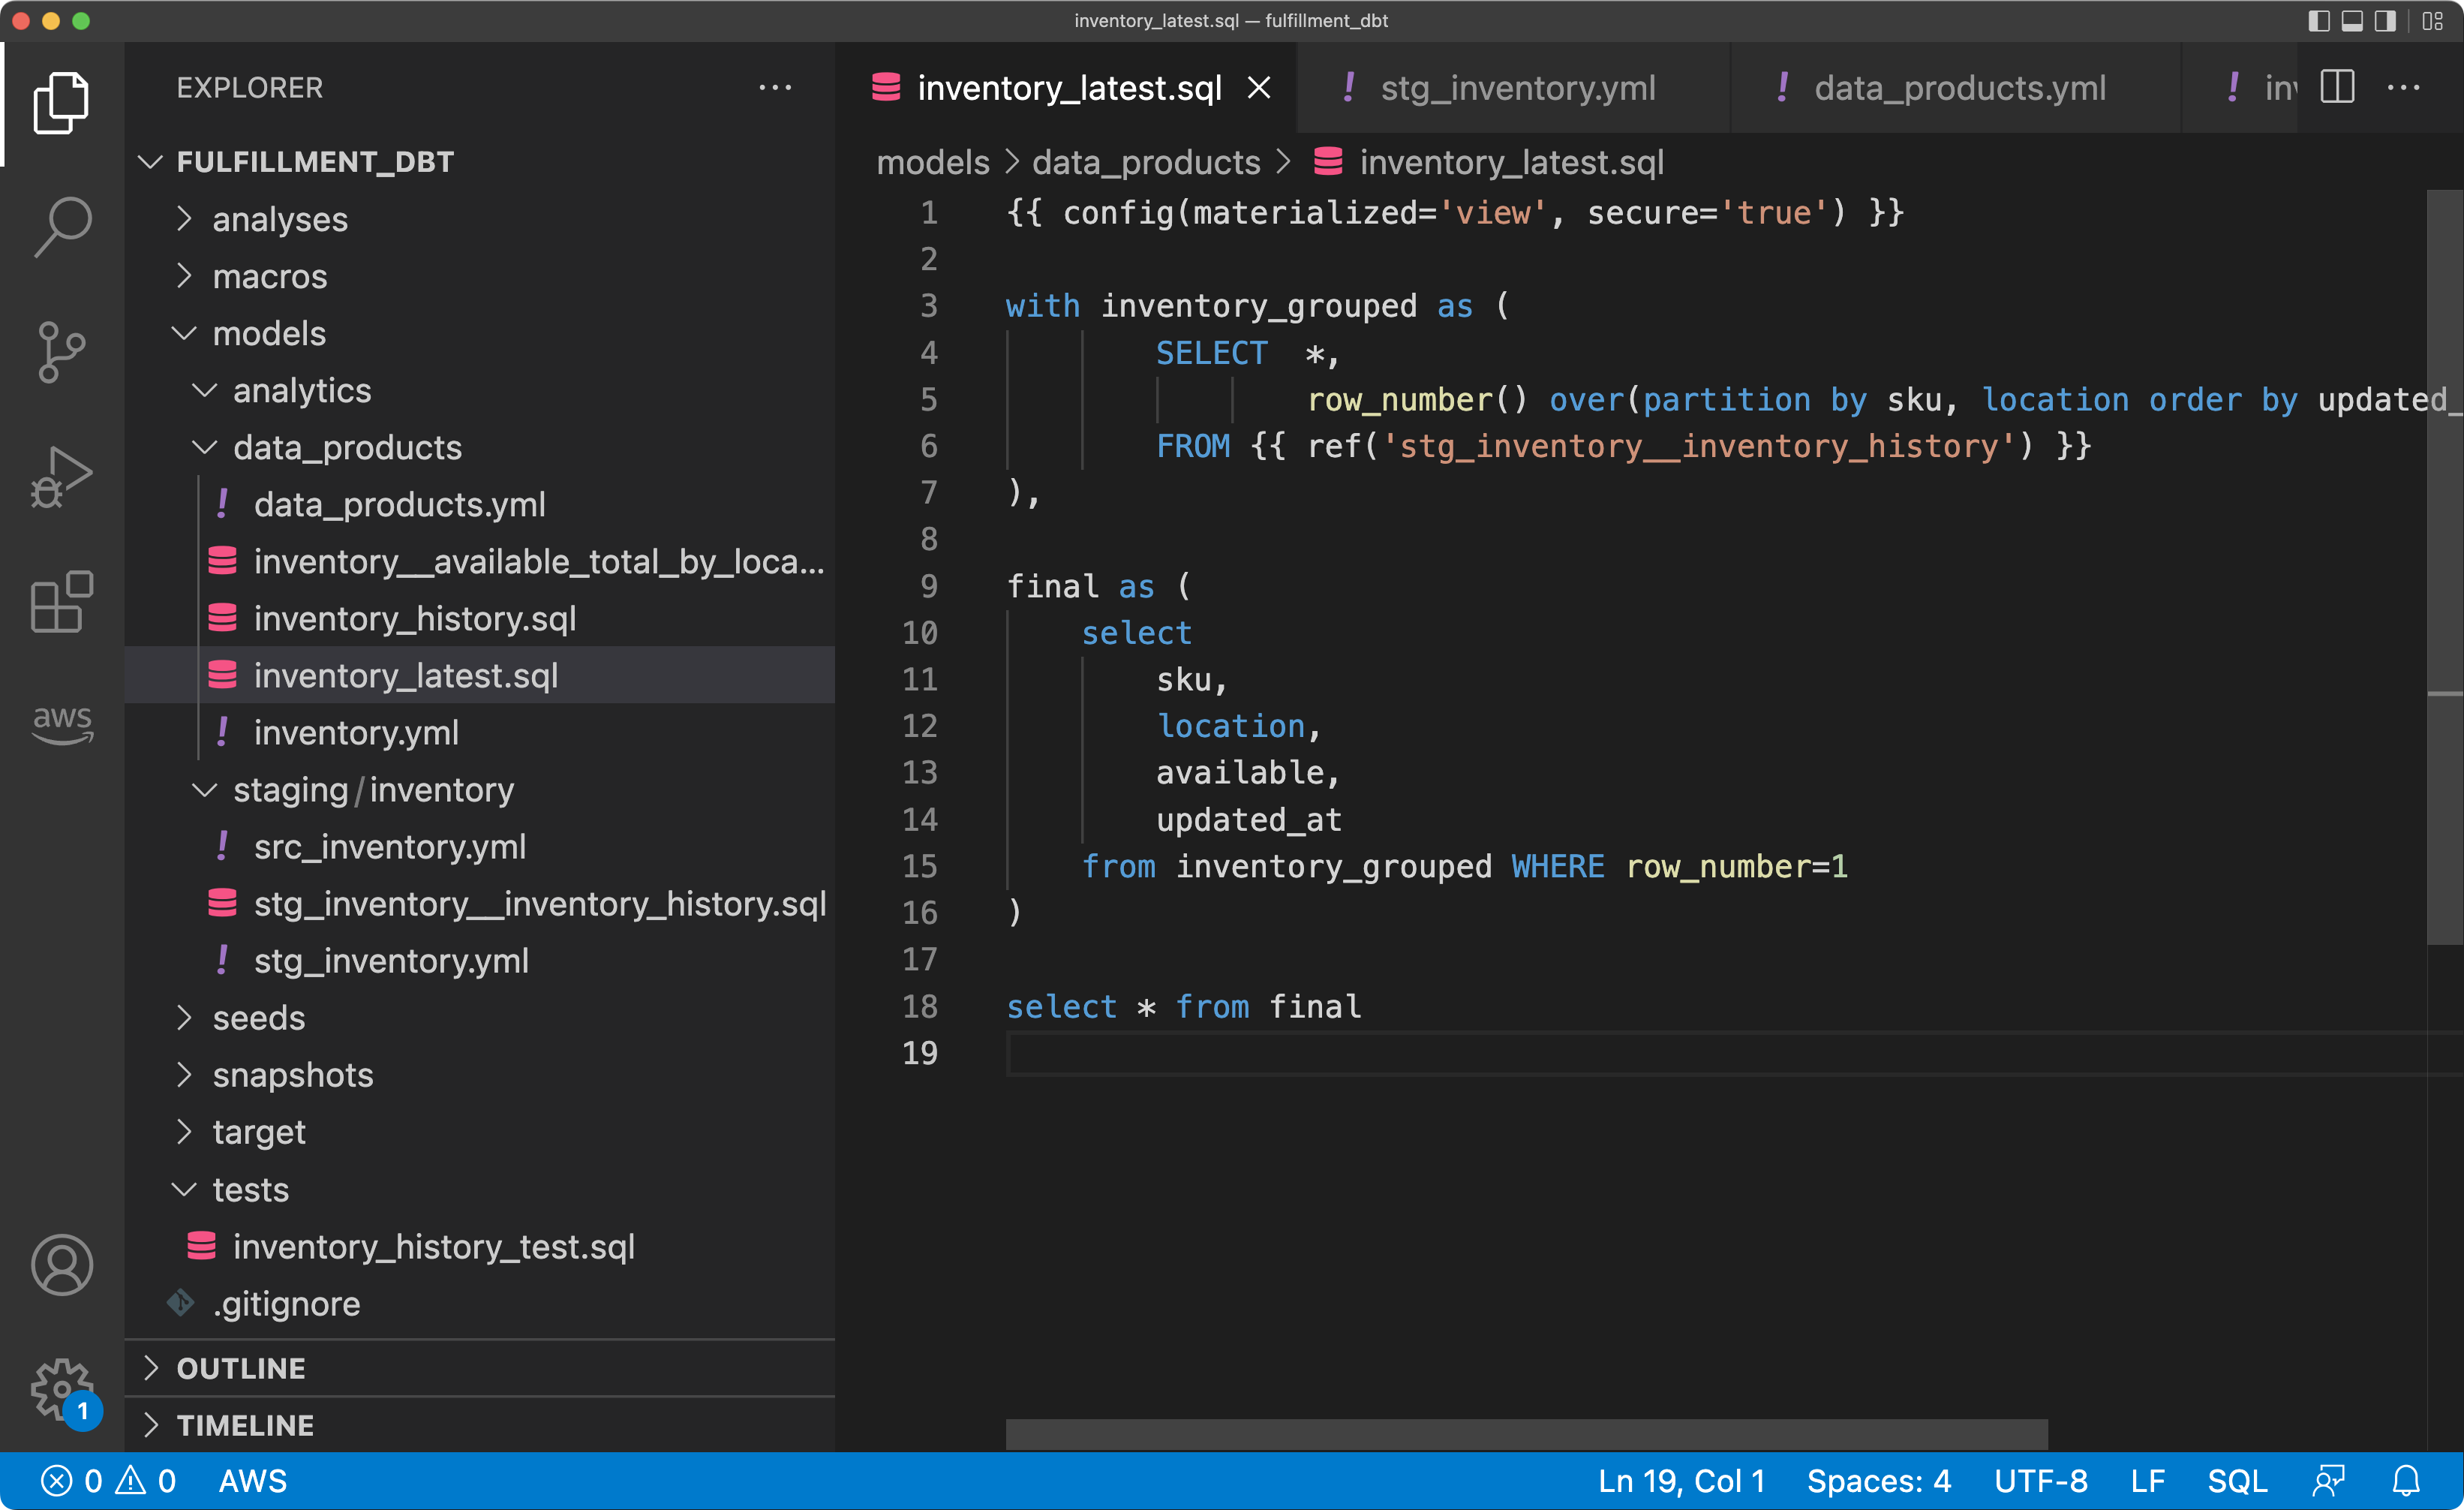 inventory_latest.sql — fulfillment_dbt
EXPLORER
FULFILLMENT_DBT
analyses
macros
models
analytics
data_products
data_products.yml
inventory__available_total_by_loca...
inventory_history.sql
inventory_latest.sql
inventory.yml
staging/inventory
src_inventory.yml
stg_inventory__inventory_history.sql
stg_inventory.yml
seeds
snapshots
target
tests
inventory_history_test.sql
.gitignore
OUTLINE
TIMELINE
aws
1
inventory_latest.sql
stg_inventory.yml
data_products.yml
inv
models > data_products > inventory_latest.sql
1 {{ config(materialized='view', secure='true') }}
2
3 with inventory_grouped as (
4 SELECT *,
5 row_number() over(partition by sku, location order by updated_
6 FROM {{ ref('stg_inventory__inventory_history') }}
7 ),
8
9 final as (
10 select
11 sku,
12 location,
13 available,
14 updated_at
15 from inventory_grouped WHERE row_number=1
16 )
17
18 select * from final
19
0 0 AWS
Ln 19, Col 1 Spaces: 4 UTF-8 LF SQL